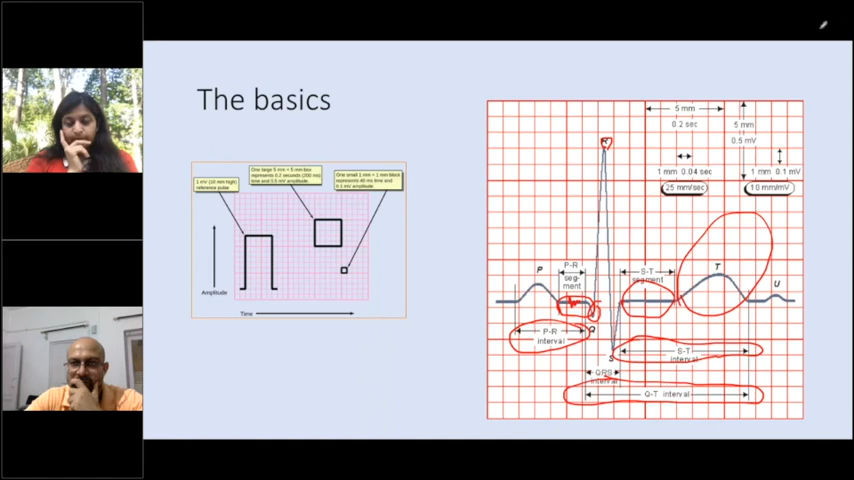 The basics
1 mV (10 mm high)
reference pulse
One large 5 mm × 5 mm box
represents 0.2 seconds (200 ms)
time and 0.5 mV amplitude.
One small 1 mm × 1 mm block
represents 40 ms time and
0.1 mV amplitude.
Amplitude
Time
5 mm
0.2 sec
5 mm
0.5 mV
1 mm 0.04 sec
1 mm 0.1 mV
25 mm/sec
10 mm/mV
R
P
P-R
seg-
ment
S-T
segment
T
U
Q
P-R
interval
S
S-T
interval
QRS
interval
Q-T interval